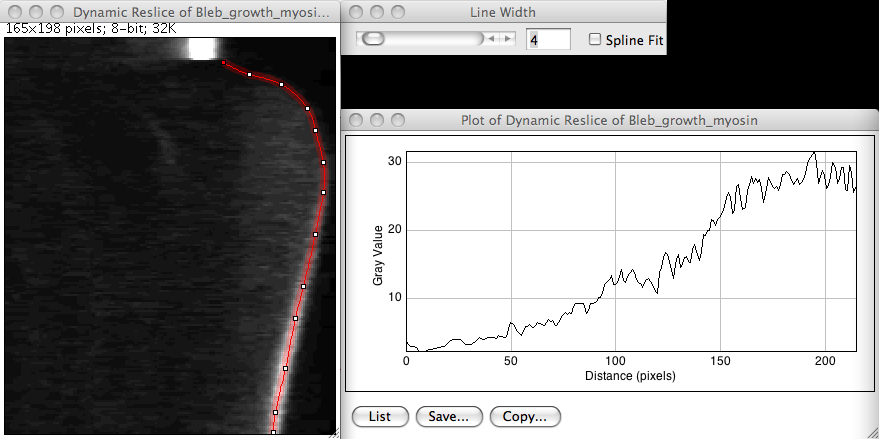 Dynamic Reslice of Bleb_growth_myosi...
165x198 pixels; 8-bit; 32K
Line Width
4
Spline Fit
Plot of Dynamic Reslice of Bleb_growth_myosin
30
20
10
Gray Value
0 50 100 150 200
Distance (pixels)
List Save... Copy...